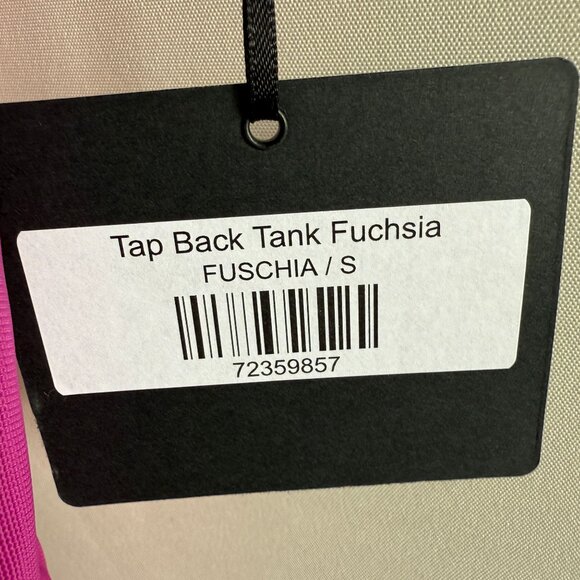 Tap Back Tank Fuchsia
FUSCHIA / S
72359857